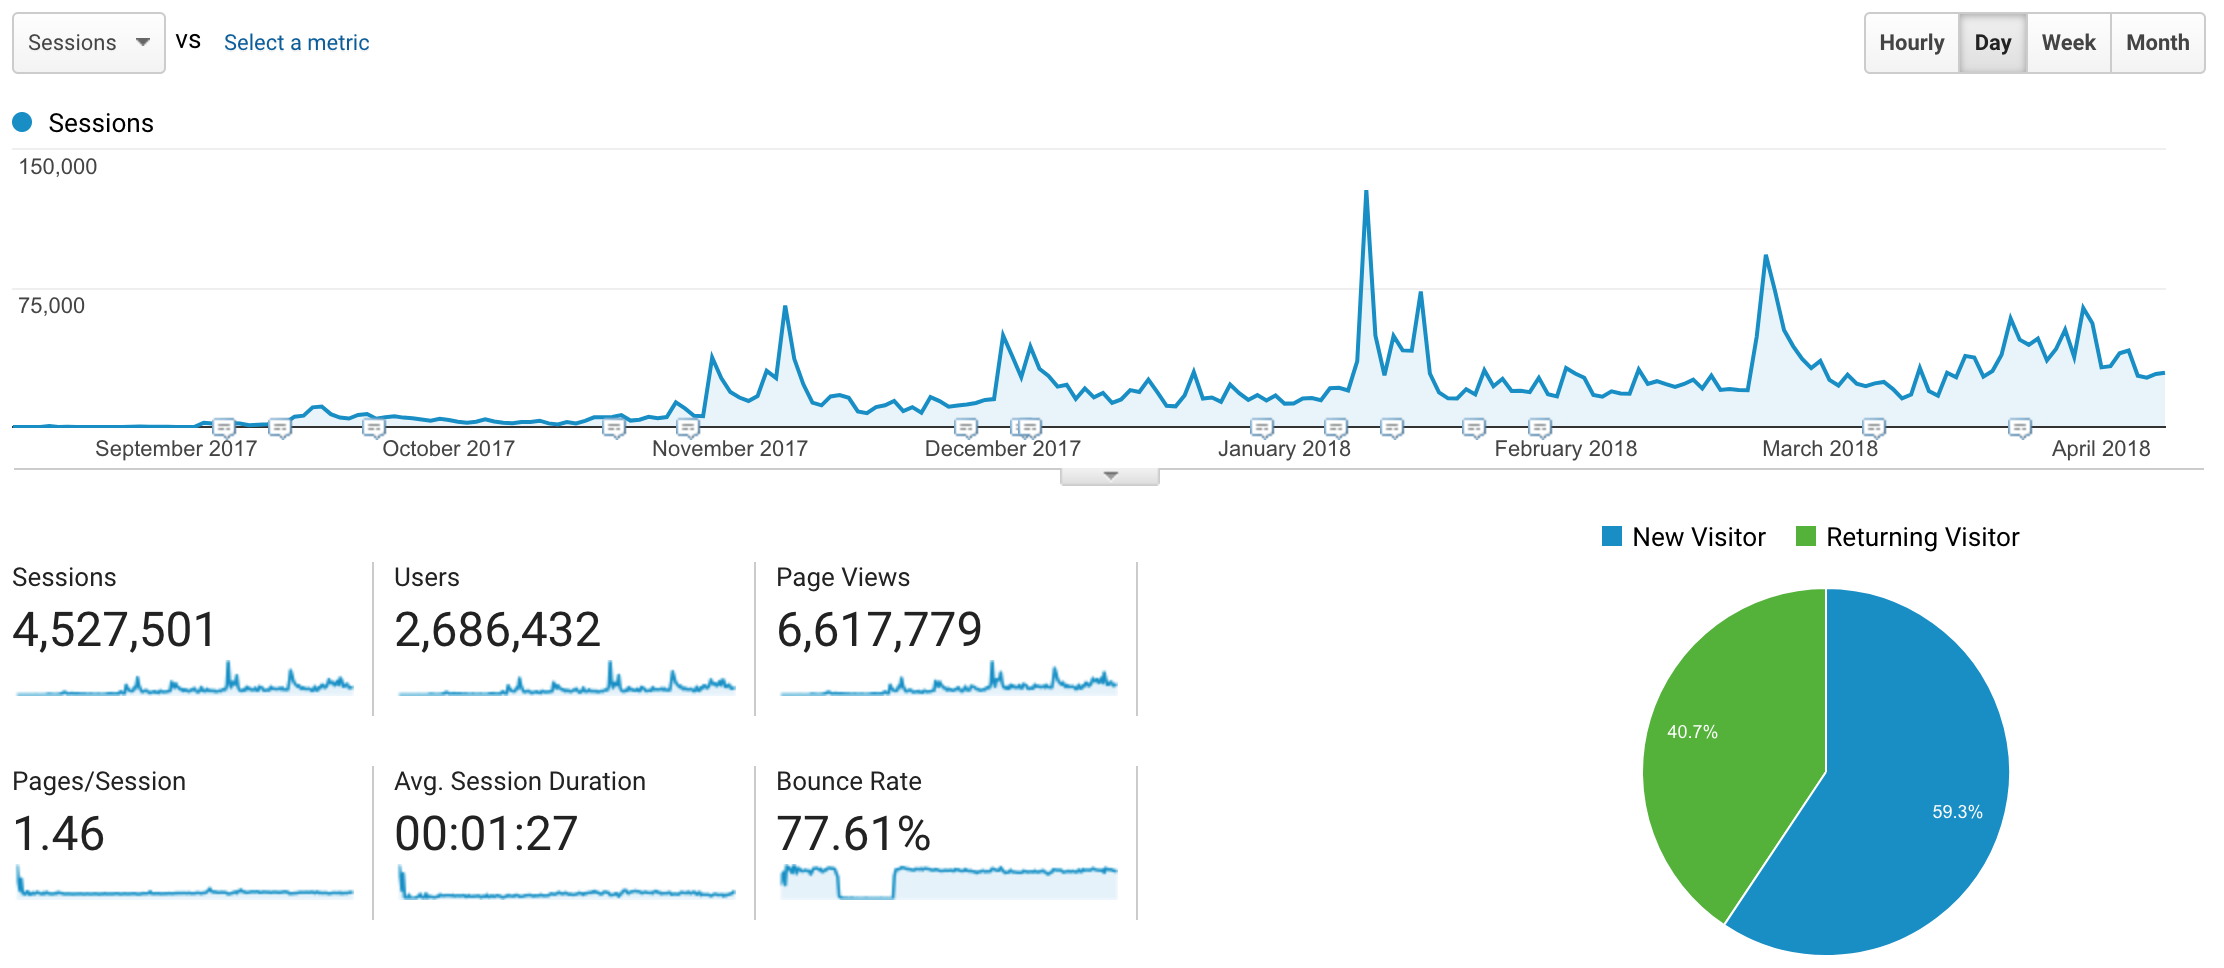 Sessions vs Select a metric Hourly Day Week Month
Sessions
150,000
75,000
September 2017 October 2017 November 2017 December 2017 January 2018 February 2018 March 2018 April 2018
New Visitor Returning Visitor
Sessions Users Page Views
4,527,501 2,686,432 6,617,779
40.7%
59.3%
Pages/Session Avg. Session Duration Bounce Rate
1.46 00:01:27 77.61%